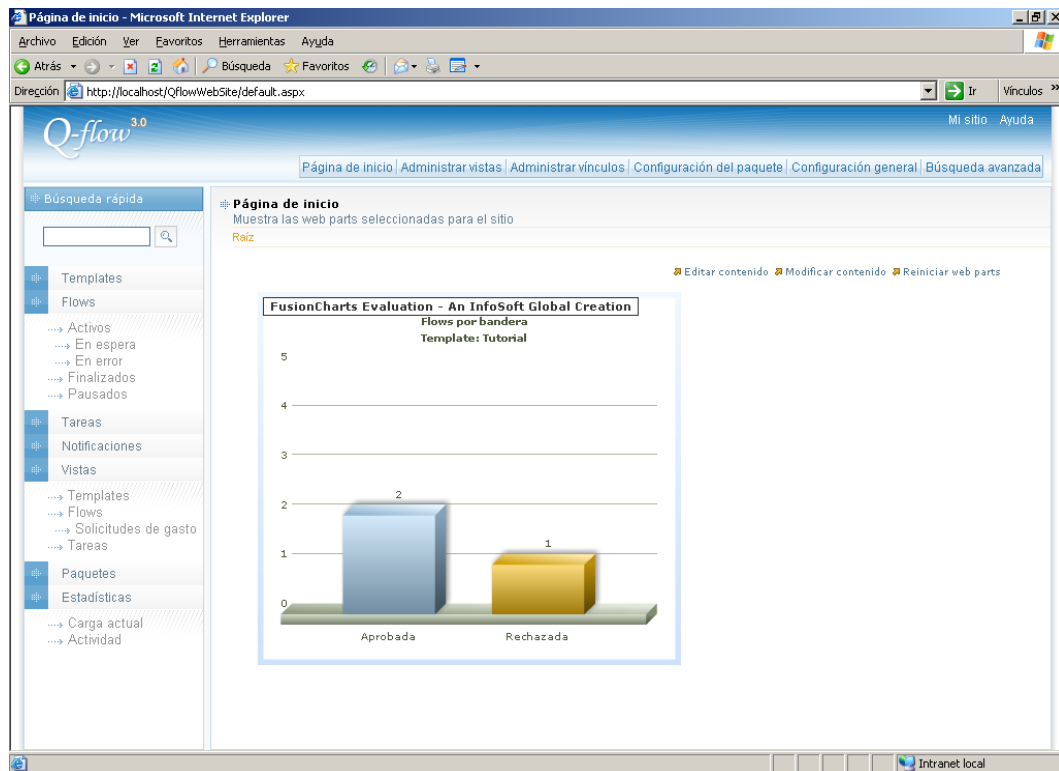 Página de inicio - Microsoft Internet Explorer
Archivo Edición Ver Favoritos Herramientas Ayuda
Atrás Búsqueda Favoritos
Dirección http://localhost/QflowWebSite/default.aspx Ir Vínculos »
Q-flow 3.0
Mi sitio Ayuda
Página de inicio | Administrar vistas | Administrar vínculos | Configuración del paquete | Configuración general | Búsqueda avanzada
Búsqueda rápida
Templates
Flows
Activos
En espera
En error
Finalizados
Pausados
Tareas
Notificaciones
Vistas
Templates
Flows
Solicitudes de gasto
Tareas
Paquetes
Estadísticas
Carga actual
Actividad
Página de inicio
Muestra las web parts seleccionadas para el sitio
Raíz
Editar contenido Modificar contenido Reiniciar web parts
FusionCharts Evaluation - An InfoSoft Global Creation
Flows por bandera
Template: Tutorial
5
4
3
2
1
0
2
1
Aprobada Rechazada
Intranet local